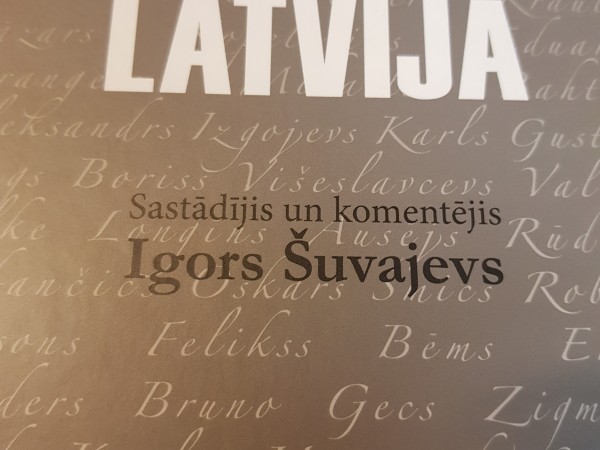 LATVIJA
Aleksandrs Izgojevs Karls Gust
Boriss Višeslavcevs Val
Sastādījis un komentējis
Longins Ausejs Rūd
Igors Šuvajevs
Oskars Šmits Rob
Felikss Bēms
Bruno Gecs Zigm